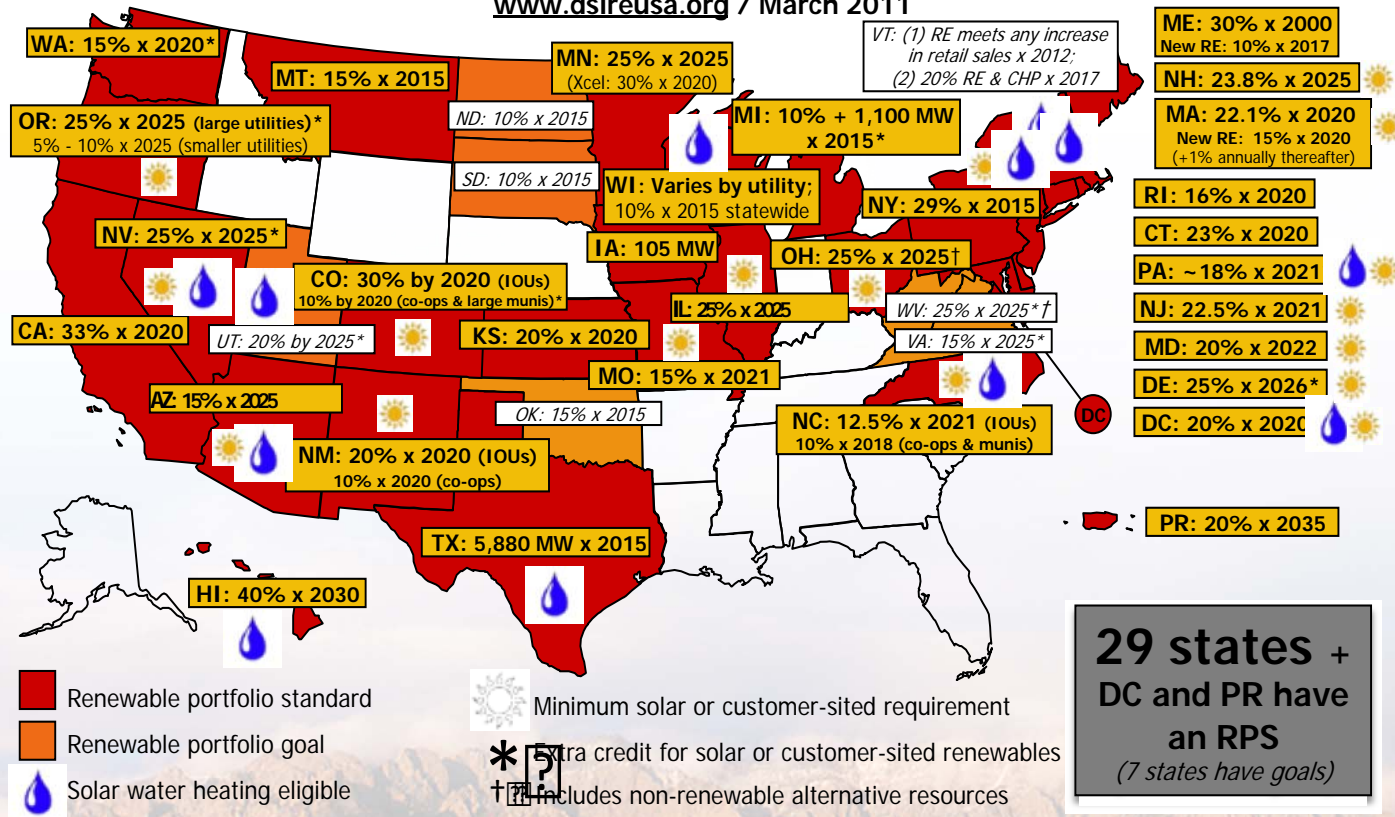 www.dsireusa.org / March 2011
WA: 15% x 2020*
MT: 15% x 2015
MN: 25% x 2025
(Xcel: 30% x 2020)
VT: (1) RE meets any increase
in retail sales x 2012;
(2) 20% RE & CHP x 2017
ME: 30% x 2000
New RE: 10% x 2017
NH: 23.8% x 2025
OR: 25% x 2025 (large utilities)*
5% - 10% x 2025 (smaller utilities)
ND: 10% x 2015
MI: 10% + 1,100 MW
x 2015*
MA: 22.1% x 2020
New RE: 15% x 2020
(+1% annually thereafter)
SD: 10% x 2015
WI: Varies by utility;
10% x 2015 statewide
NY: 29% x 2015
RI: 16% x 2020
NV: 25% x 2025*
IA: 105 MW
OH: 25% x 2025†
CT: 23% x 2020
CO: 30% by 2020 (IOUs)
10% by 2020 (co-ops & large munis)*
PA: ~18% x 2021
IL: 25% x 2025
WV: 25% x 2025*†
NJ: 22.5% x 2021
CA: 33% x 2020
UT: 20% by 2025*
KS: 20% x 2020
VA: 15% x 2025*
MD: 20% x 2022
MO: 15% x 2021
DE: 25% x 2026*
AZ: 15% x 2025
OK: 15% x 2015
NC: 12.5% x 2021 (IOUs)
10% x 2018 (co-ops & munis)
DC
DC: 20% x 2020
NM: 20% x 2020 (IOUs)
10% x 2020 (co-ops)
TX: 5,880 MW x 2015
PR: 20% x 2035
HI: 40% x 2030
29 states +
DC and PR have
an RPS
(7 states have goals)
Renewable portfolio standard
Renewable portfolio goal
Solar water heating eligible
Minimum solar or customer-sited requirement
* Extra credit for solar or customer-sited renewables
† Includes non-renewable alternative resources